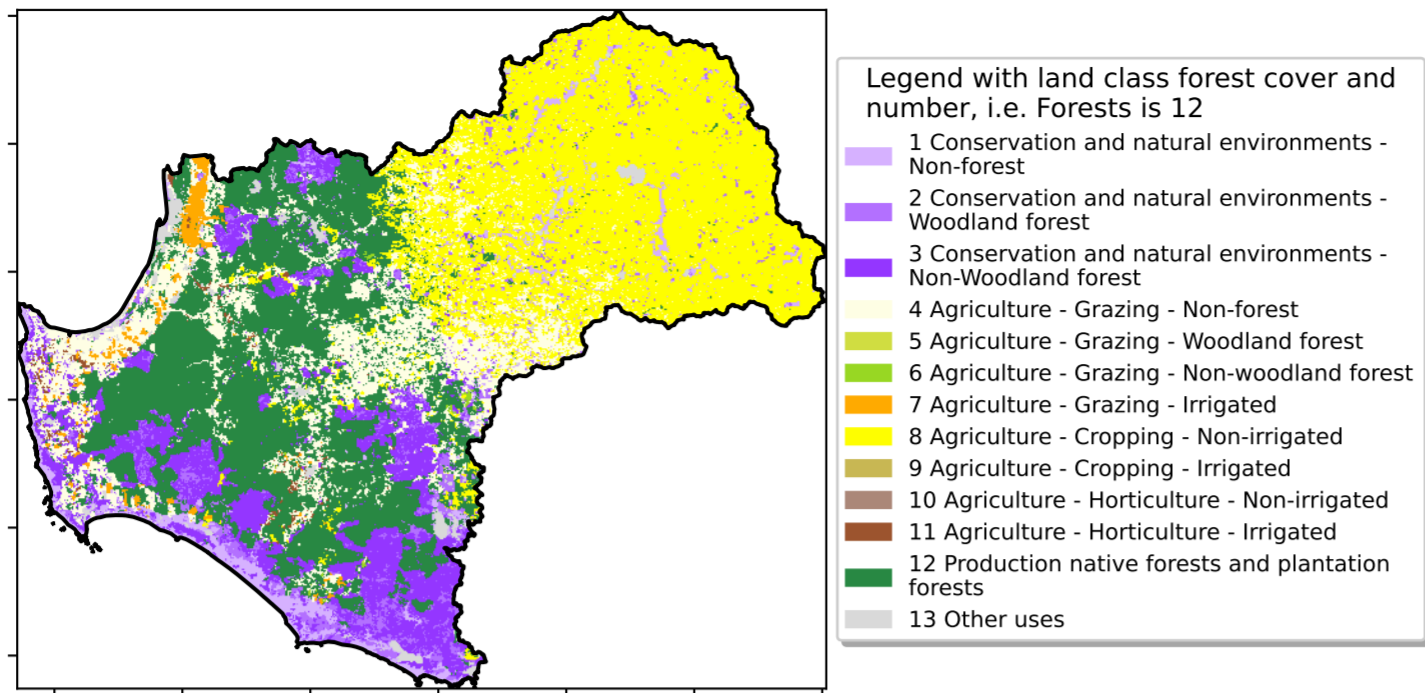 Legend with land class forest cover and
number, i.e. Forests is 12
1 Conservation and natural environments -
Non-forest
2 Conservation and natural environments -
Woodland forest
3 Conservation and natural environments -
Non-Woodland forest
4 Agriculture - Grazing - Non-forest
5 Agriculture - Grazing - Woodland forest
6 Agriculture - Grazing - Non-woodland forest
7 Agriculture - Grazing - Irrigated
8 Agriculture - Cropping - Non-irrigated
9 Agriculture - Cropping - Irrigated
10 Agriculture - Horticulture - Non-irrigated
11 Agriculture - Horticulture - Irrigated
12 Production native forests and plantation
forests
13 Other uses